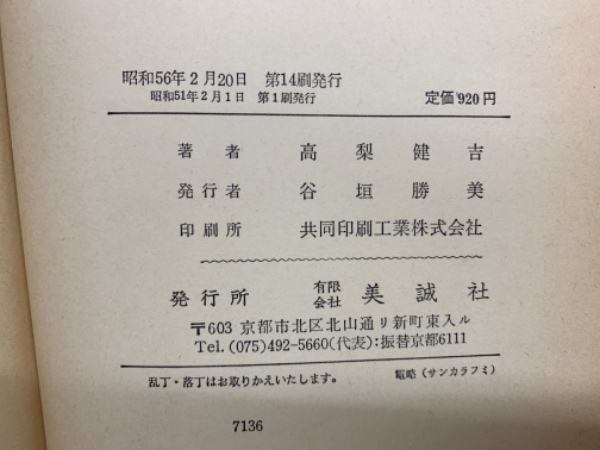 昭和56年2月20日 第14刷発行
昭和51年2月1日 第1刷発行 定価 920円
著者 高梨健吉
発行者 谷垣勝美
印刷所 共同印刷工業株式会社
発行所 有限会社 美誠社
〒603 京都市北区北山通リ新町東入ル
Tel. (075)492-5660(代表):振替京都6111
乱丁・落丁はお取りかえいたします。 電略(サンカラフミ)
7136